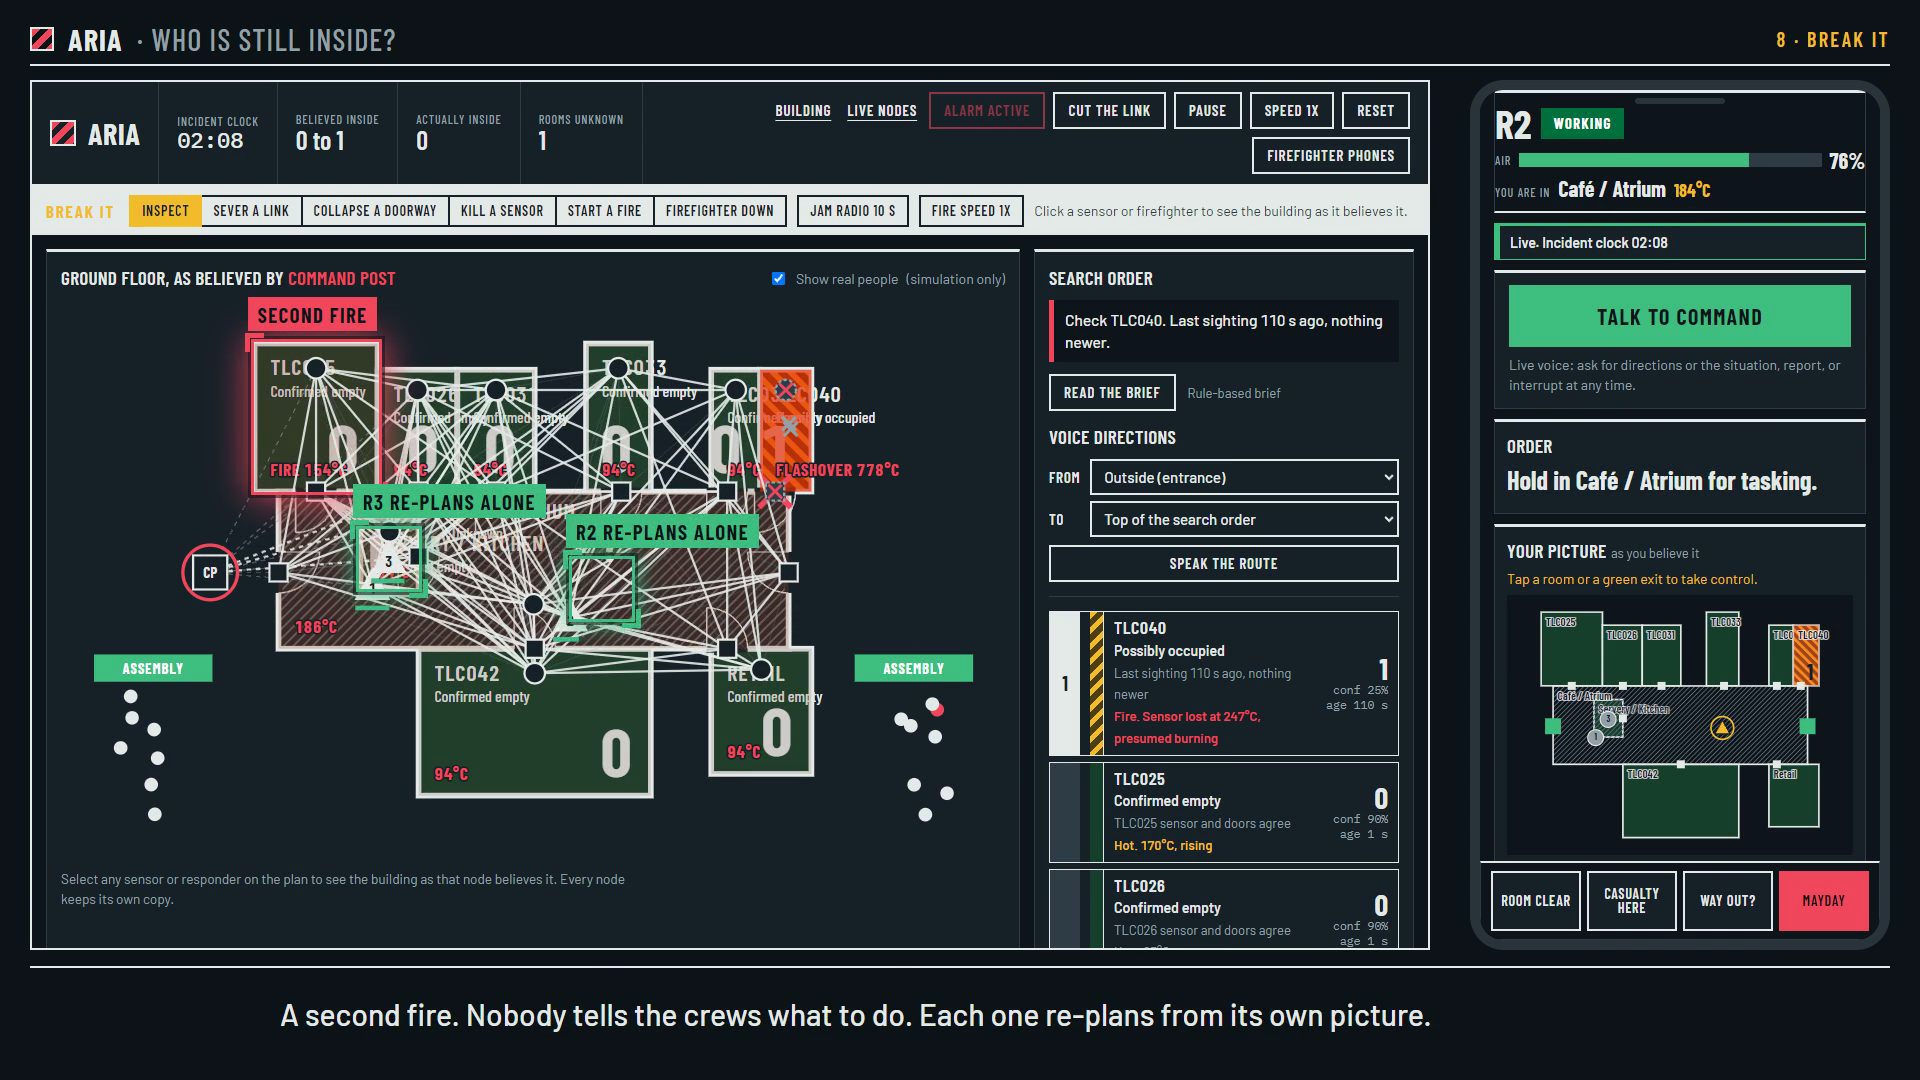 ARIA · WHO IS STILL INSIDE?
8 · BREAK IT
ARIA
INCIDENT CLOCK
02:08
BELIEVED INSIDE
0 to 1
ACTUALLY INSIDE
0
ROOMS UNKNOWN
1
BUILDING
LIVE NODES
ALARM ACTIVE
CUT THE LINK
PAUSE
SPEED 1X
RESET
FIREFIGHTER PHONES
BREAK IT
INSPECT
SEVER A LINK
COLLAPSE A DOORWAY
KILL A SENSOR
START A FIRE
FIREFIGHTER DOWN
JAM RADIO 10 S
FIRE SPEED 1X
Click a sensor or firefighter to see the building as it believes it.
GROUND FLOOR, AS BELIEVED BY COMMAND POST
Show real people (simulation only)
SECOND FIRE
Confirmed empty
0
FIRE 154°C
94°C
0
94°C
FLASHOVER 778°C
R3 RE-PLANS ALONE
R2 RE-PLANS ALONE
CP
3
186°C
ASSEMBLY
ASSEMBLY
TLC042
Confirmed empty
94°C
0
Confirmed empty
94°C
0
Select any sensor or responder on the plan to see the building as that node believes it. Every node
keeps its own copy.
SEARCH ORDER
Check TLC040. Last sighting 110 s ago, nothing
newer.
READ THE BRIEF
Rule-based brief
VOICE DIRECTIONS
FROM
Outside (entrance)
TO
Top of the search order
SPEAK THE ROUTE
1
TLC040
Possibly occupied
Last sighting 110 s ago, nothing
newer
Fire. Sensor lost at 247°C,
presumed burning
1
conf 25%
age 110 s
TLC025
Confirmed empty
TLC025 sensor and doors agree
Hot. 170°C, rising
0
conf 90%
age 1 s
TLC026
Confirmed empty
TLC026 sensor and doors agree
0
conf 90%
age 1 s
R2
WORKING
AIR
76%
YOU ARE IN Café / Atrium 184°C
Live. Incident clock 02:08
TALK TO COMMAND
Live voice: ask for directions or the situation, report, or
interrupt at any time.
ORDER
Hold in Café / Atrium for tasking.
YOUR PICTURE as you believe it
Tap a room or a green exit to take control.
TLC025
TLC026
TLC031
TLC033
TLC040
1
Café / Atrium
Servery / Kitchen
3
1
TLC042
Retail
ROOM CLEAR
CASUALTY
HERE
WAY OUT?
MAYDAY
A second fire. Nobody tells the crews what to do. Each one re-plans from its own picture.